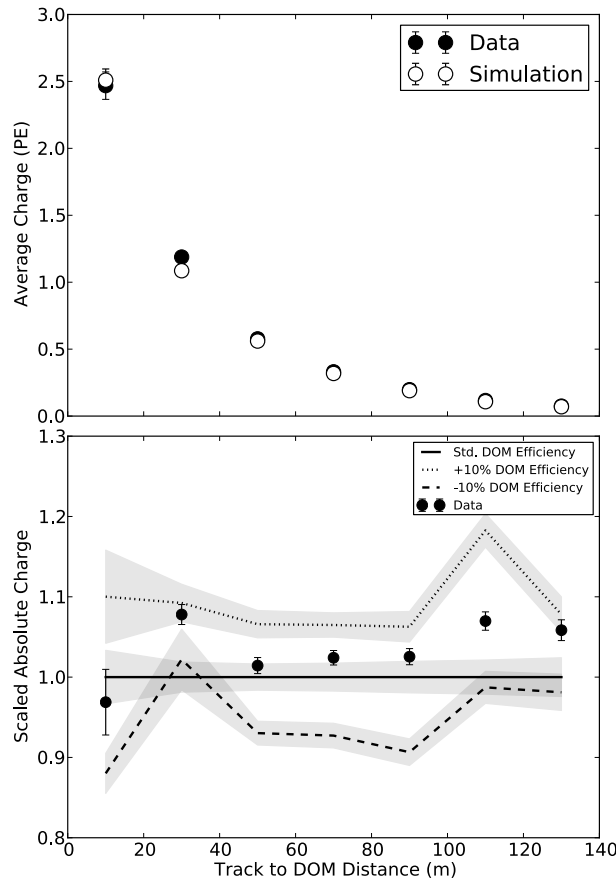 Data
Simulation
3.0
2.5
2.0
1.5
1.0
0.5
0.0
Average Charge (PE)
Std. DOM Efficiency
+10% DOM Efficiency
-10% DOM Efficiency
Data
1.3
1.2
1.1
1.0
0.9
0.8
Scaled Absolute Charge
0 20 40 60 80 100 120 140
Track to DOM Distance (m)